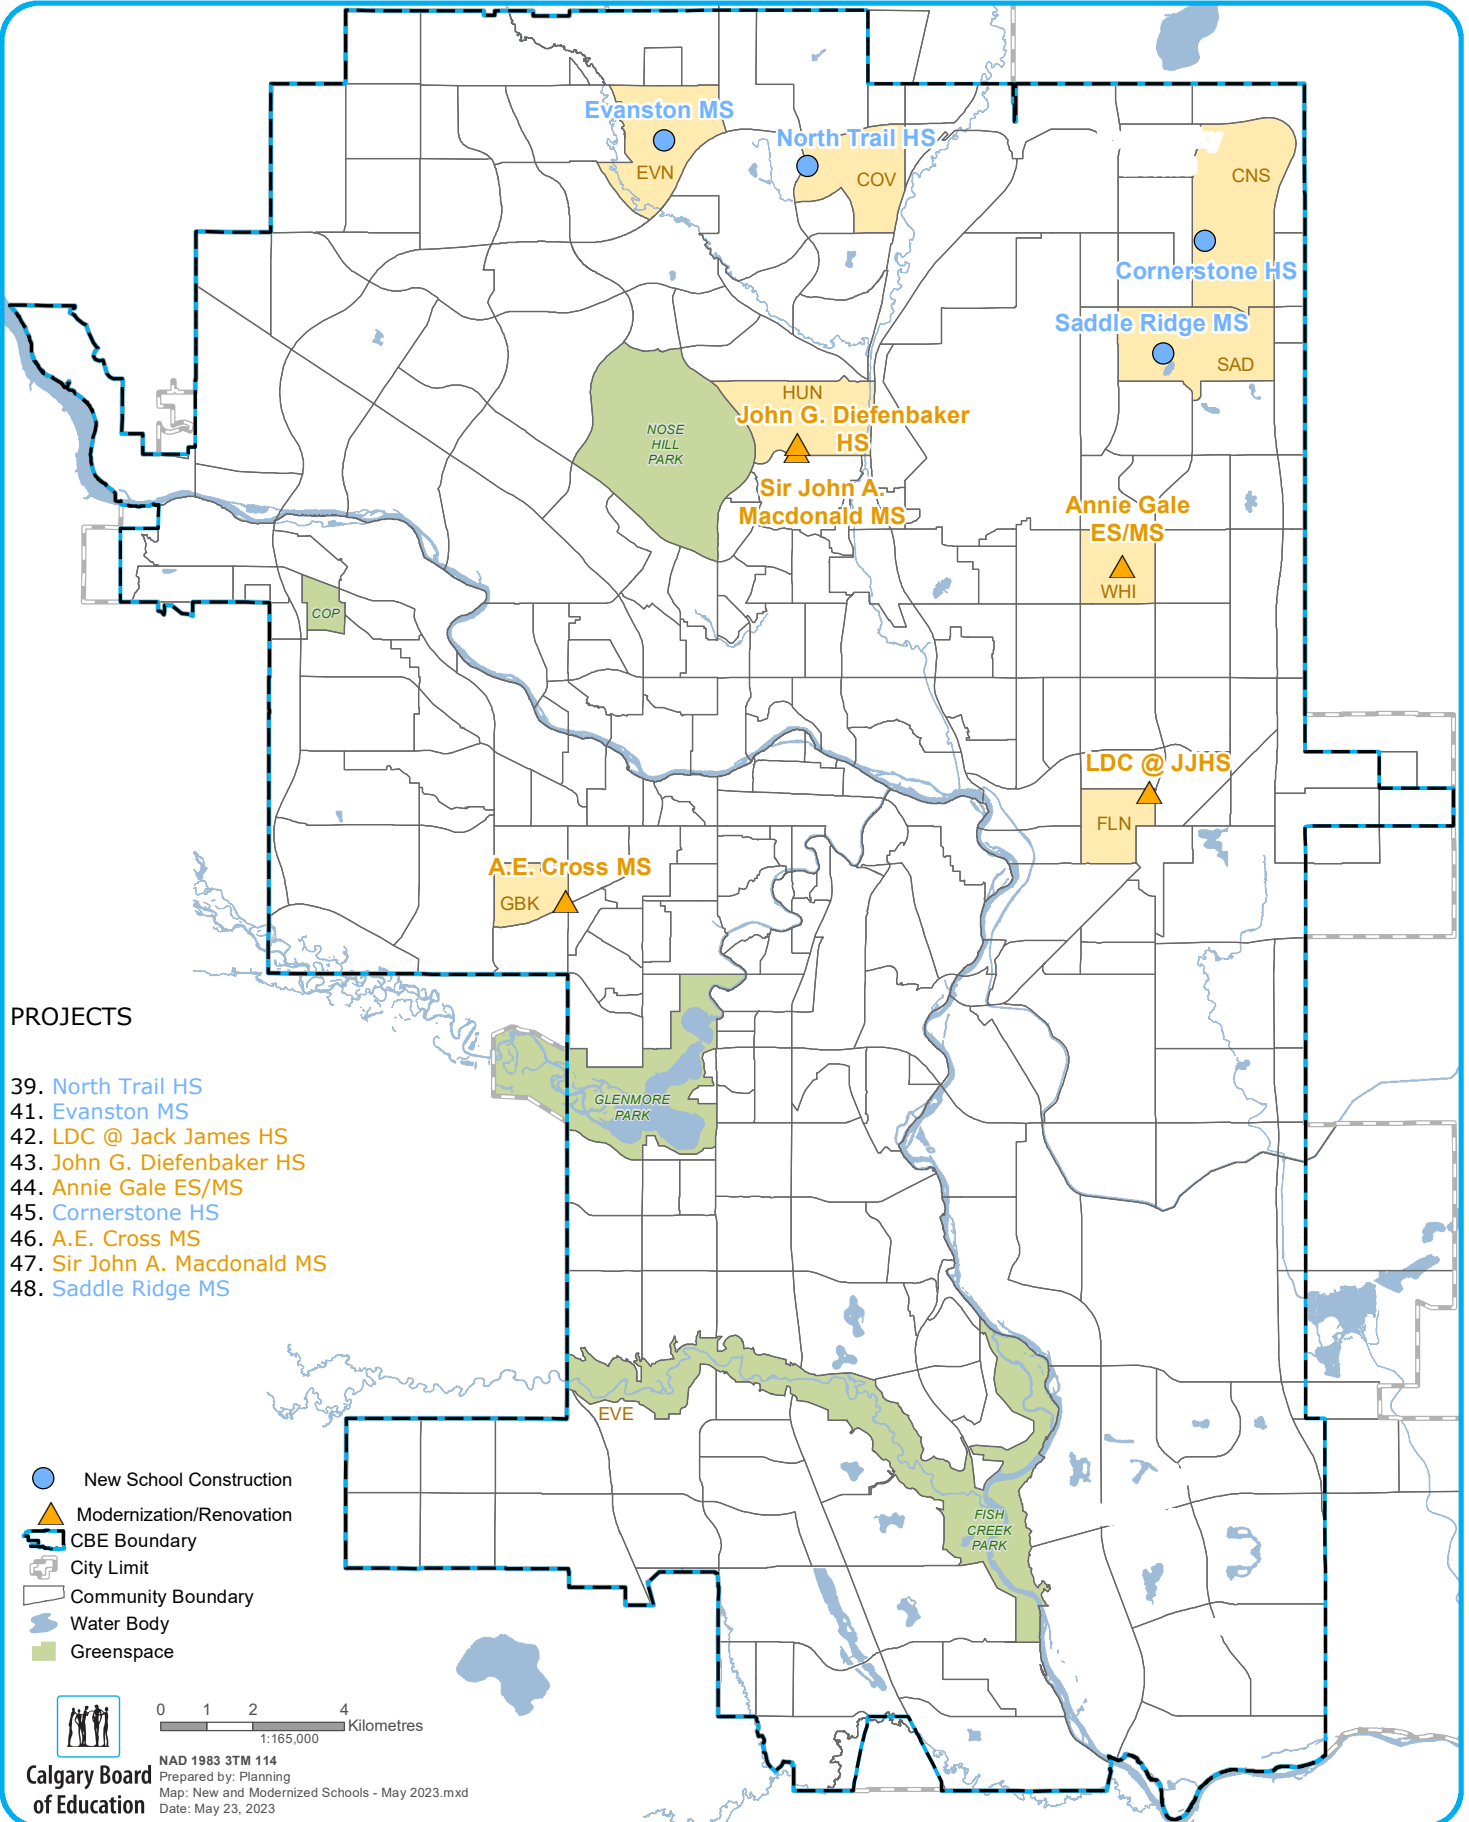 Evanston MS
North Trail HS
EVN
COV
CNS
Cornerstone HS
Saddle Ridge MS
SAD
HUN
John G. Diefenbaker
HS
NOSE
HILL
PARK
Sir John A.
Macdonald MS
Annie Gale
ES/MS
WHI
COP
LDC @ JJHS
FLN
A.E. Cross MS
GBK
PROJECTS
39. North Trail HS
41. Evanston MS
42. LDC @ Jack James HS
43. John G. Diefenbaker HS
44. Annie Gale ES/MS
45. Cornerstone HS
46. A.E. Cross MS
47. Sir John A. Macdonald MS
48. Saddle Ridge MS
GLENMORE
PARK
EVE
FISH
CREEK
PARK
New School Construction
Modernization/Renovation
CBE Boundary
City Limit
Community Boundary
Water Body
Greenspace
0 1 2 4
Kilometres
1:165,000
Calgary Board
of Education
NAD 1983 3TM 114
Prepared by: Planning
Map: New and Modernized Schools - May 2023.mxd
Date: May 23, 2023